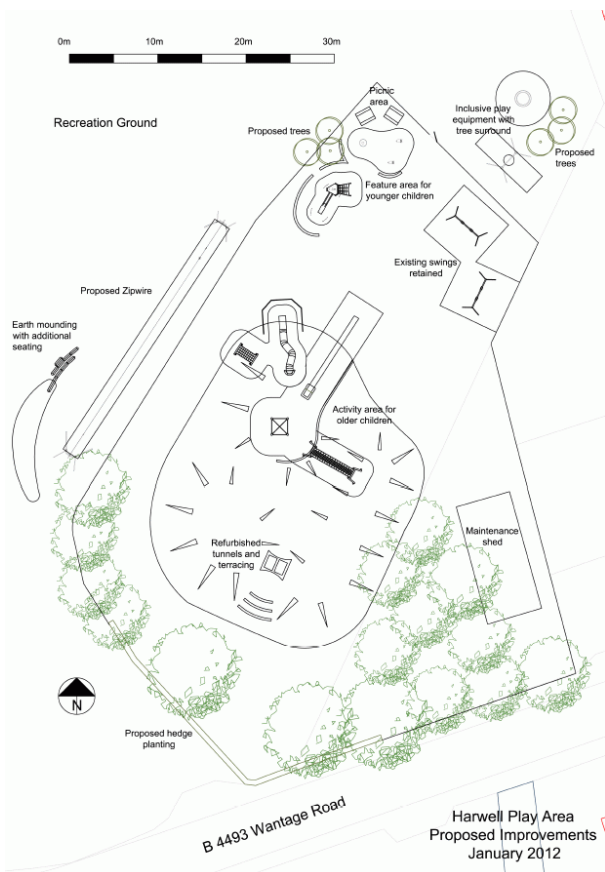 0m 10m 20m 30m
Recreation Ground
Picnic
area
Proposed trees
Inclusive play
equipment with
tree surround
Proposed
trees
Feature area for
younger children
Existing swings
retained
Proposed Zipwire
Earth mounding
with additional
seating
Activity area for
older children
Maintenance
shed
Refurbished
tunnels and
terracing
N
Proposed hedge
planting
B 4493 Wantage Road
Harwell Play Area
Proposed Improvements
January 2012